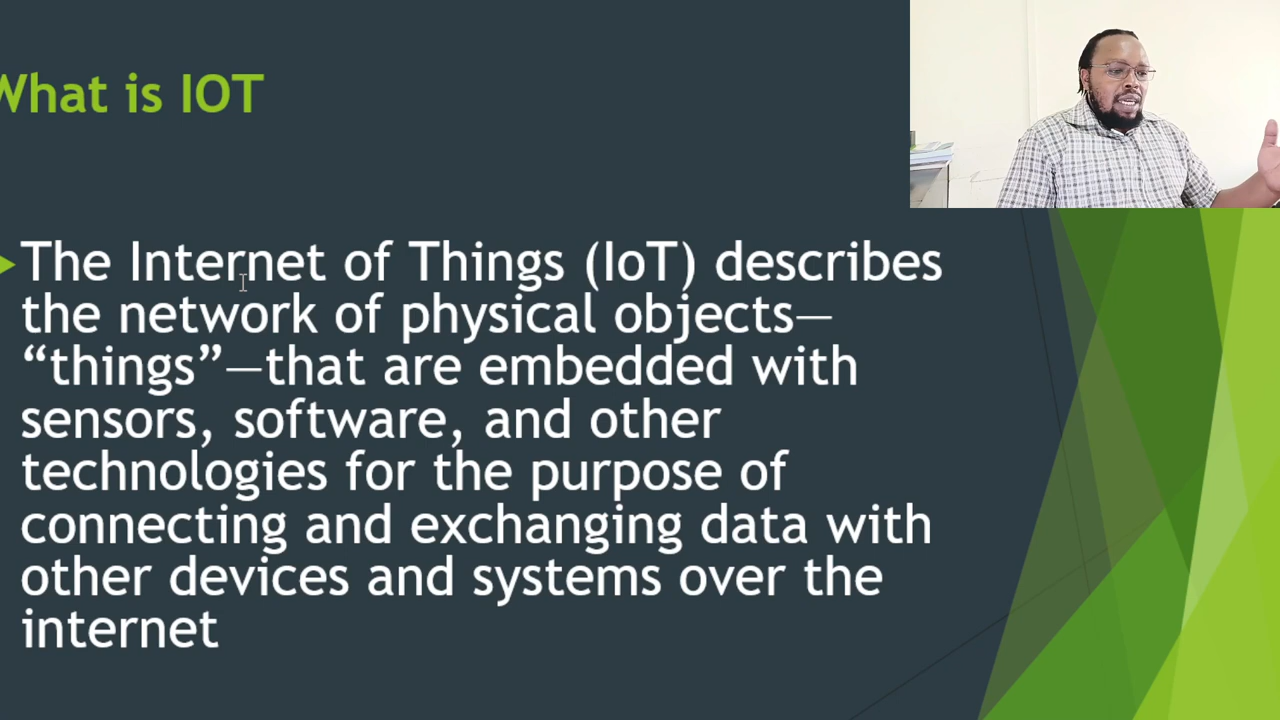 What is IOT
The Internet of Things (IoT) describes
the network of physical objects—
“things”—that are embedded with
sensors, software, and other
technologies for the purpose of
connecting and exchanging data with
other devices and systems over the
internet